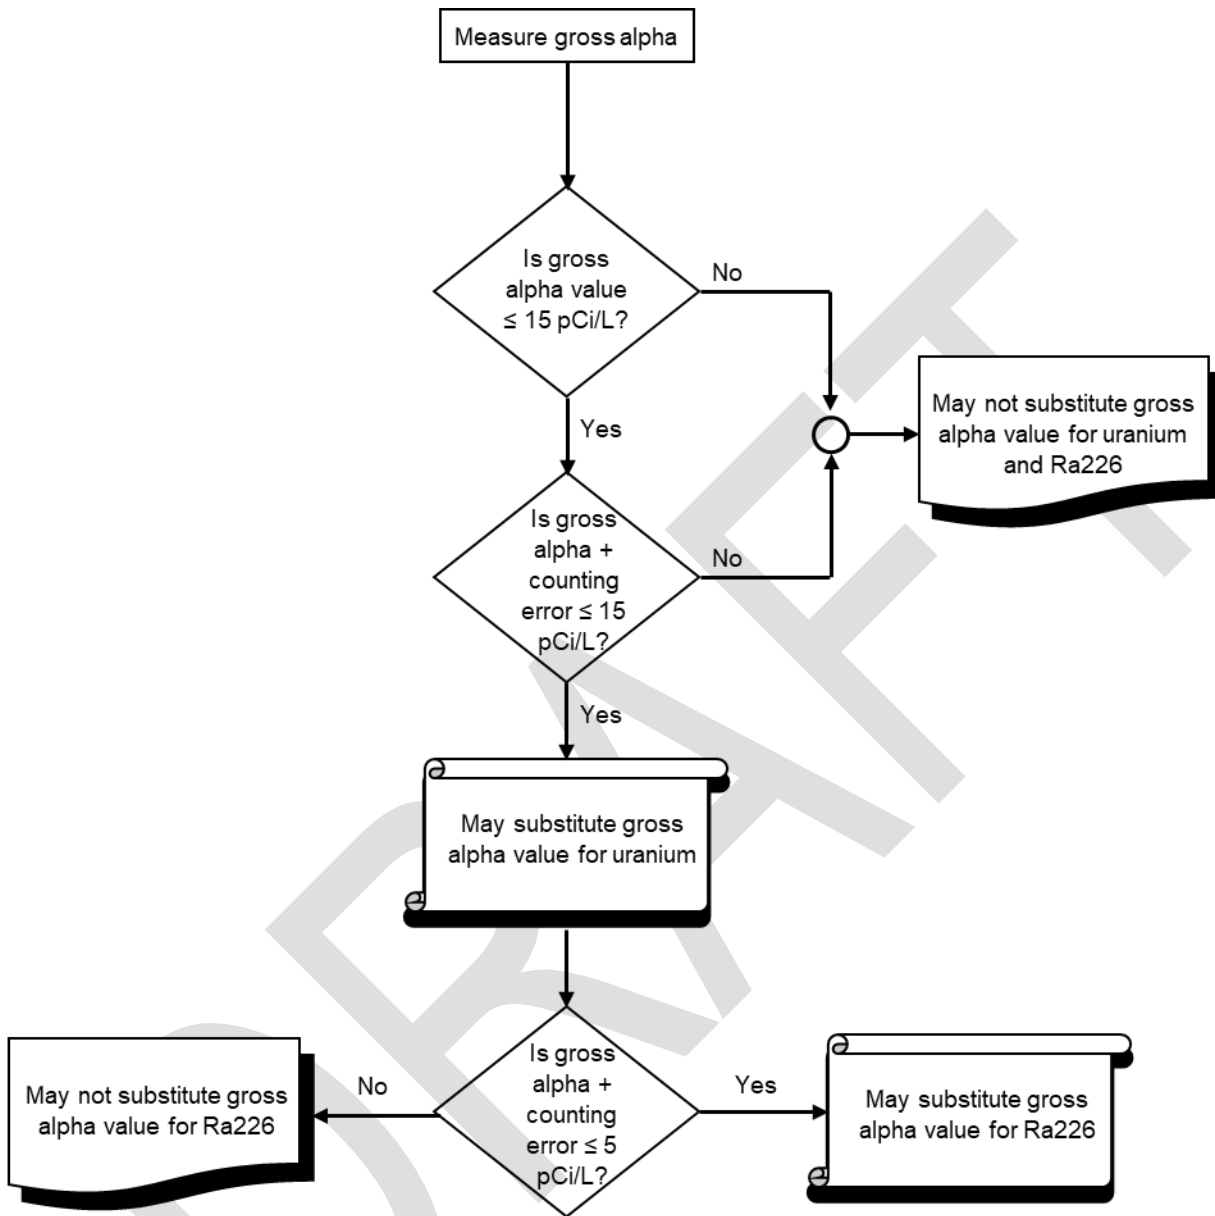 Measure gross alpha
Is gross
alpha value
≤ 15 pCi/L?
No
Yes
May not substitute gross
alpha value for uranium
and Ra226
Is gross
alpha +
counting
error ≤ 15
pCi/L?
No
Yes
May substitute gross
alpha value for uranium
Is gross
alpha +
counting
error ≤ 5
pCi/L?
No
Yes
May not substitute gross
alpha value for Ra226
May substitute gross
alpha value for Ra226
DRAFT